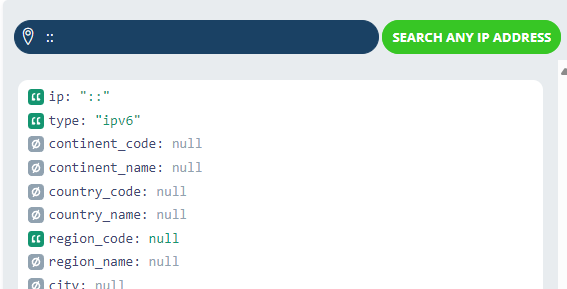 ::
SEARCH ANY IP ADDRESS
ip: "::"
type: "ipv6"
continent_code: null
continent_name: null
country_code: null
country_name: null
region_code: null
region_name: null
city: null